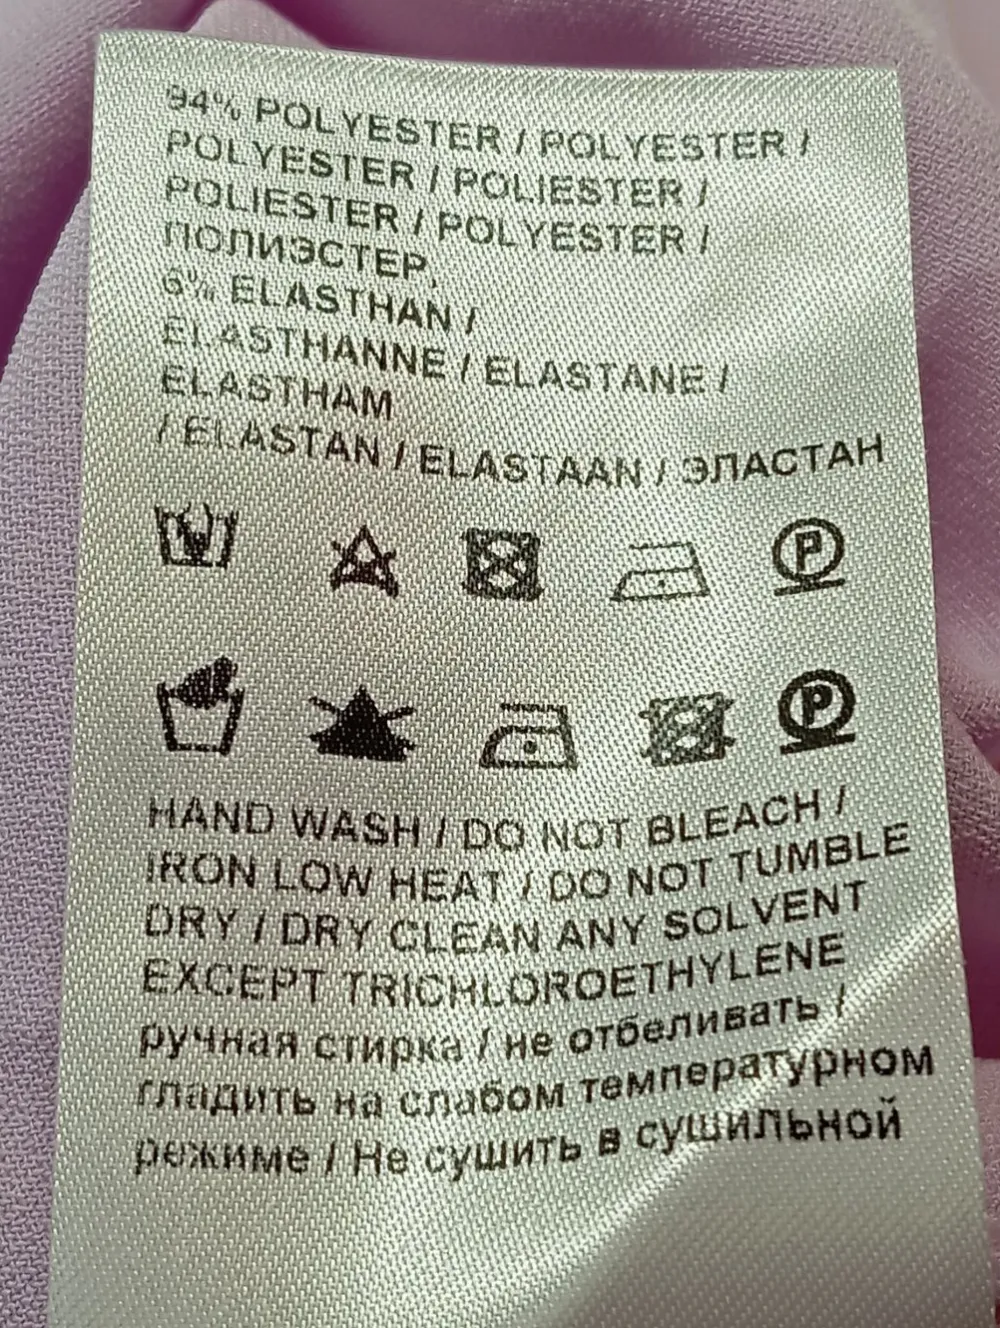 94% POLYESTER / POLYESTER /
POLYESTER / POLIESTER /
POLIESTER / POLYESTER /
ПОЛИЭСТЕР,
6% ELASTHAN /
ELASTHANNE / ELASTANE /
ELASTHAM
/ ELASTAN / ELASTAAN / ЭЛАСТАН
P
P
HAND WASH / DO NOT BLEACH /
IRON LOW HEAT / DO NOT TUMBLE
DRY / DRY CLEAN ANY SOLVENT
EXCEPT TRICHLOROETHYLENE
ручная стирка / не отбеливать /
гладить на слабом температурном
режиме / Не сушить в сушильной